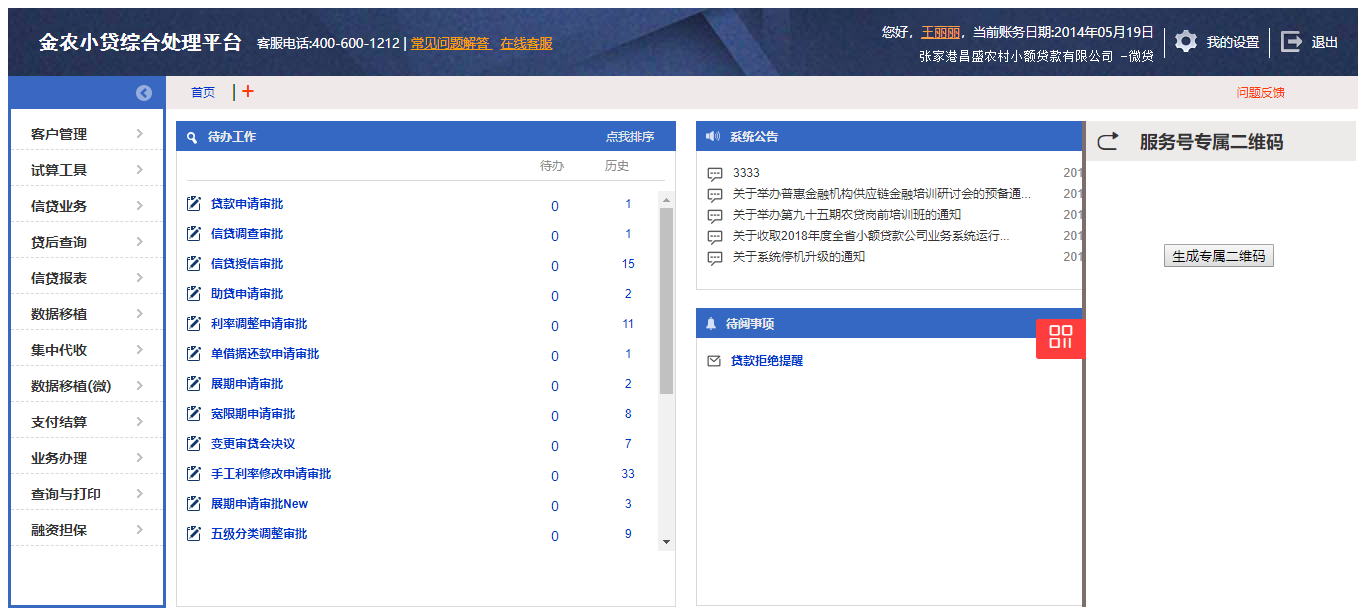 金农小贷综合处理平台 客服电话:400-600-1212 | 常见问题解答 在线客服
您好，王丽丽，当前账务日期:2014年05月19日
张家港昌盛农村小额贷款有限公司 -微贷
我的设置
退出
首页
+
问题反馈
客户管理
试算工具
信贷业务
贷后查询
信贷报表
数据移植
集中代收
数据移植(微)
支付结算
业务办理
查询与打印
融资担保
待办工作 点我排序
待办 历史
贷款申请审批 0 1
信贷调查审批 0 1
信贷授信审批 0 15
助贷申请审批 0 2
利率调整申请审批 0 11
单借据还款申请审批 0 1
展期申请审批 0 2
宽限期申请审批 0 8
变更审贷会决议 0 7
手工利率修改申请审批 0 33
展期申请审批New 0 3
五级分类调整审批 0 9
系统公告
3333 201
关于举办普惠金融机构供应链金融培训研讨会的预备通... 201
关于举办第九十五期农贷岗前培训班的通知 201
关于收取2018年度全省小额贷款公司业务系统运行... 201
关于系统停机升级的通知 201
待阅事项
贷款拒绝提醒
服务号专属二维码
生成专属二维码